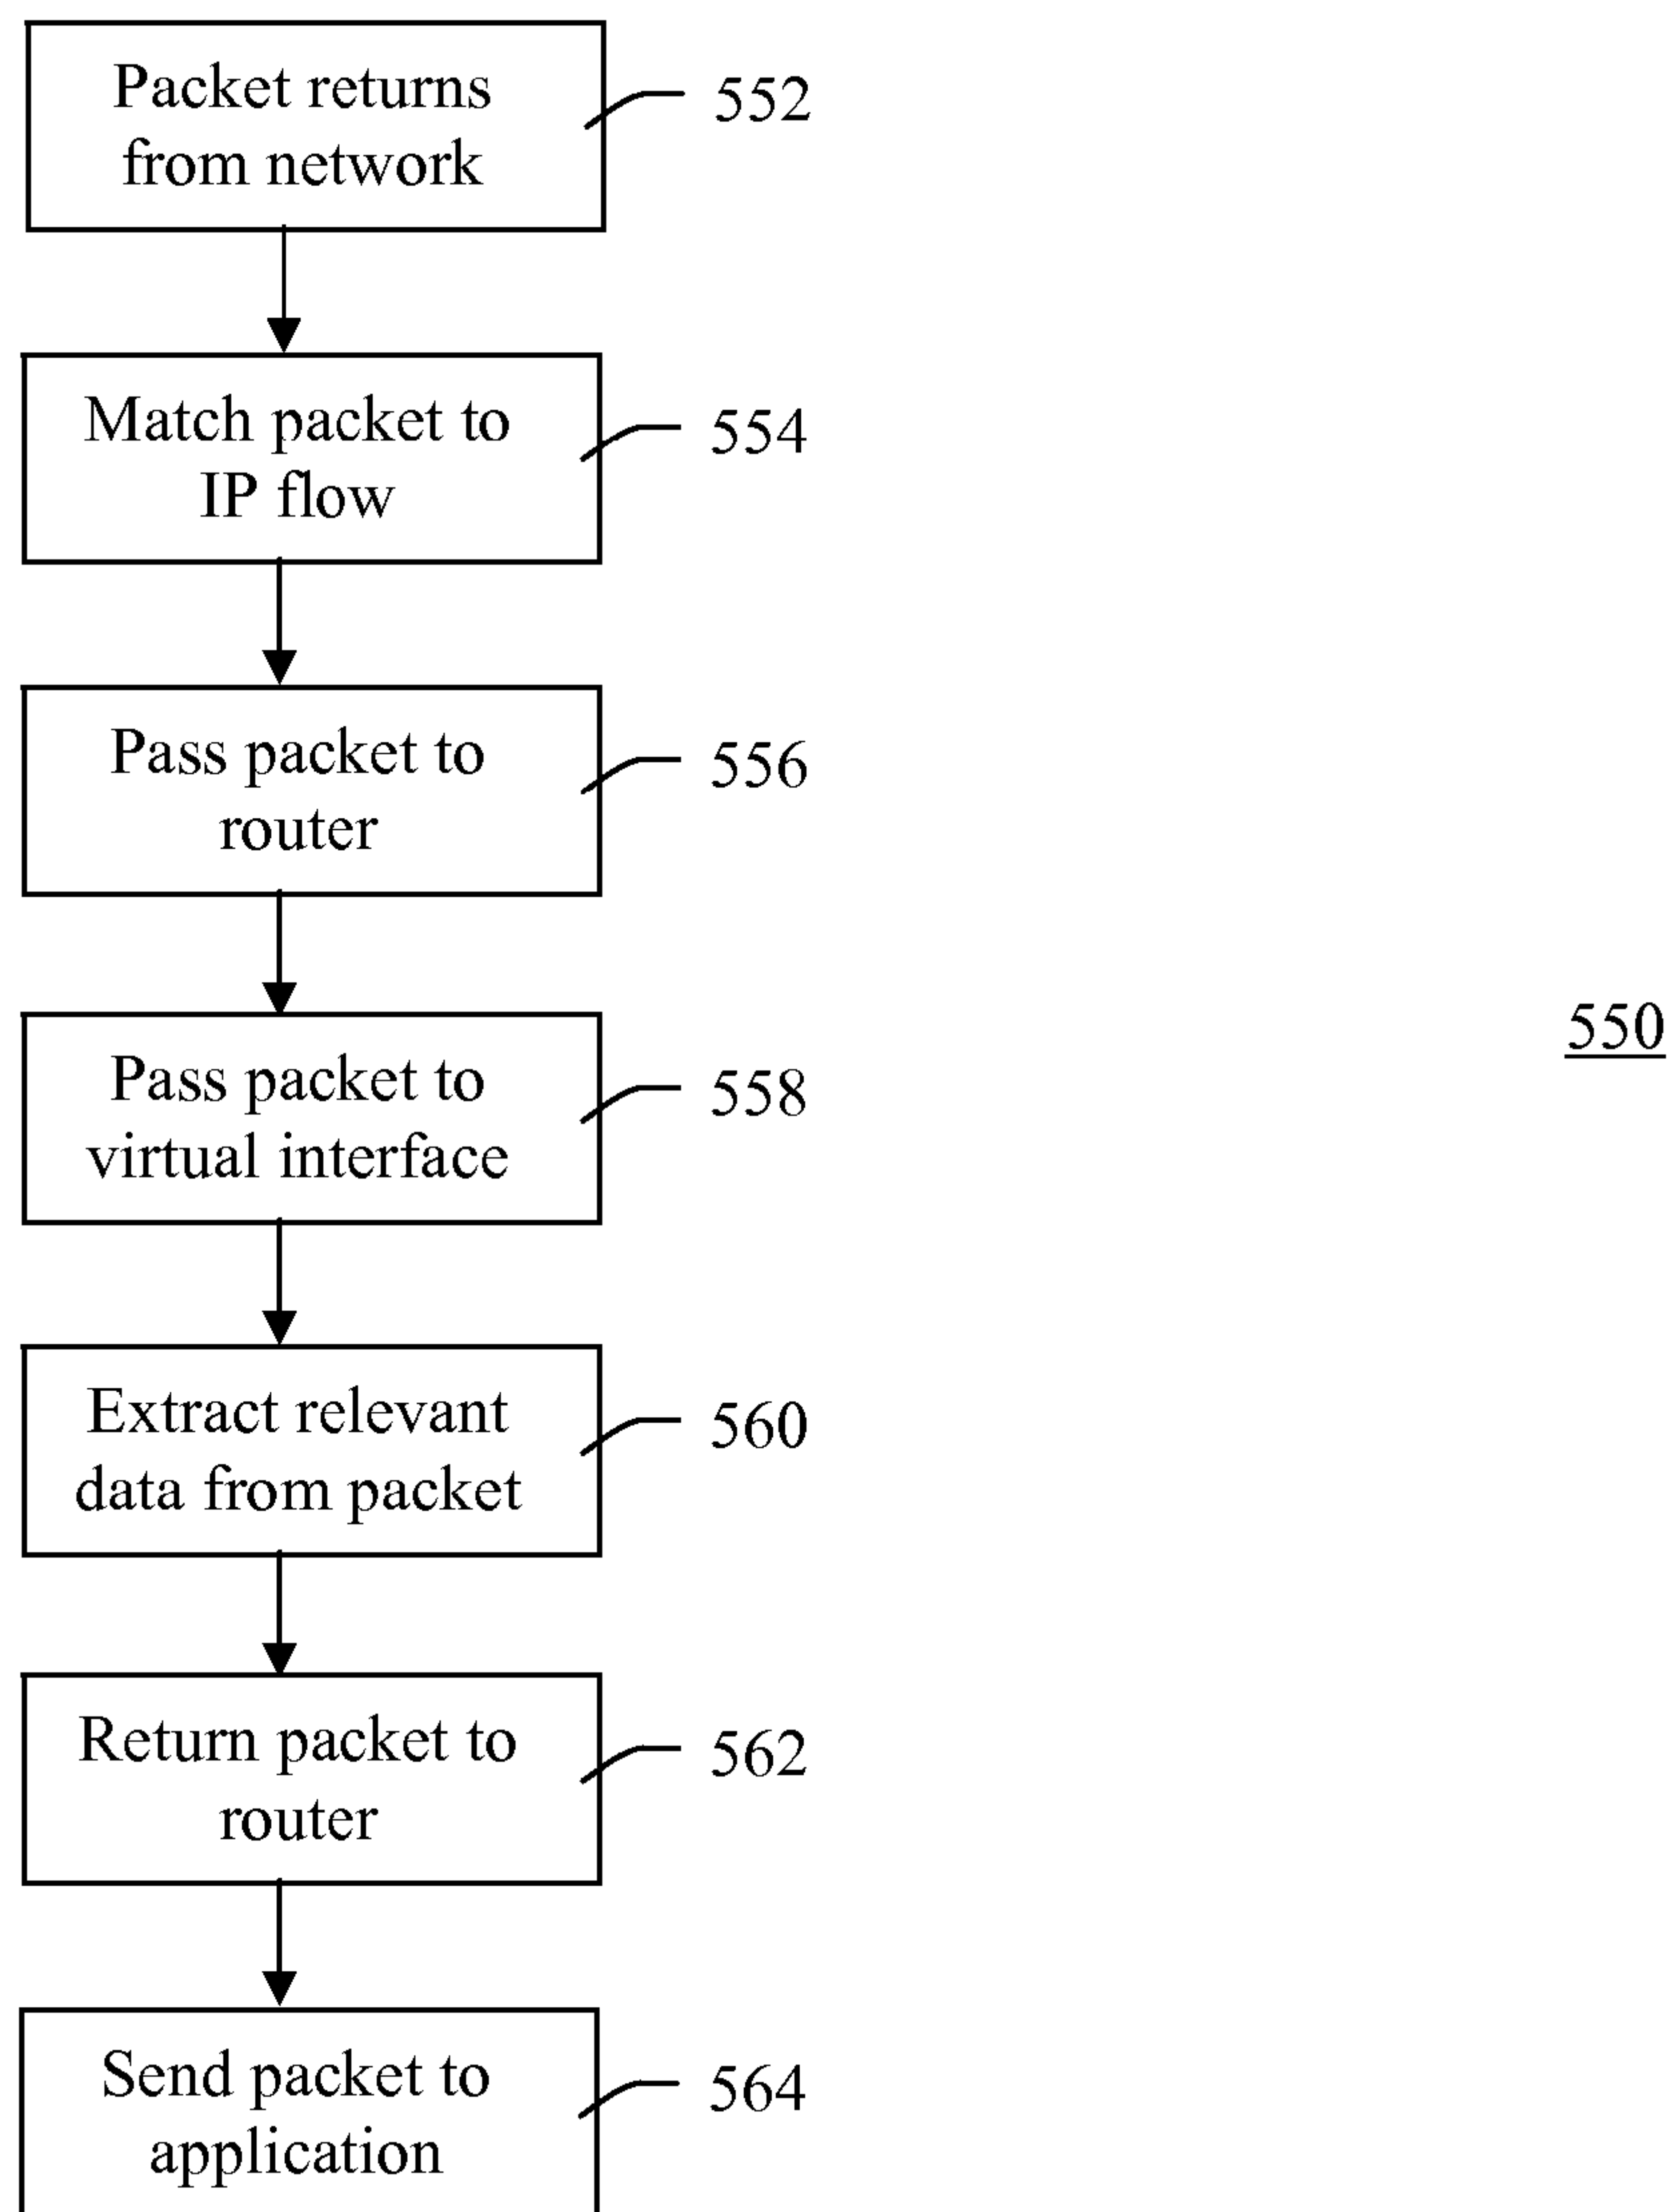 Packet returns
from network
552
Match packet to
IP flow
554
Pass packet to
router
556
Pass packet to
virtual interface
558
550
Extract relevant
data from packet
560
Return packet to
router
562
Send packet to
application
564